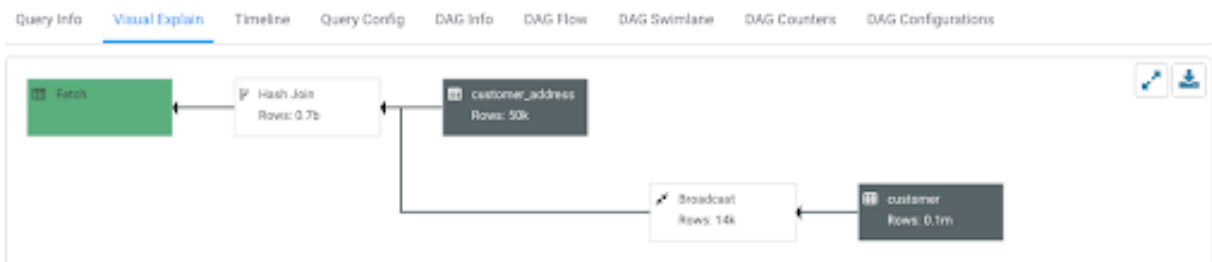 Query Info Visual Explain Timeline Query Config DAG Info DAG Flow DAG Swimlane DAG Counters DAG Configurations
Fetch
Hash Join
Rows: 0.7b
customer_address
Rows: 50k
Broadcast
Rows: 14k
customer
Rows: 0.1m